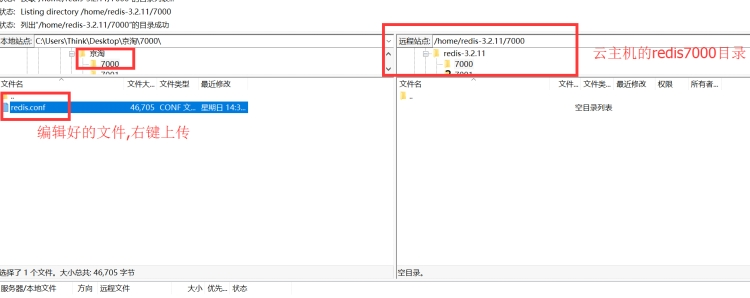 状态: Listing directory /home/redis-3.2.11/7000
状态: 列出"/home/redis-3.2.11/7000"的目录成功
本地站点: C:\Users\Think\Desktop\京淘\7000\
远程站点: /home/redis-3.2.11/7000
京淘
7000
redis-3.2.11
7000
云主机的redis7000目录
文件名 文件大... 文件类型 最近修改
文件名 文件... 文件类... 最近修改 权限 所有者...
..
redis.conf 46,705 CONF 文... 星期日 14:3...
..
空目录列表
编辑好的文件,右键上传
选择了 1 个文件。大小总共: 46,705 字节
空目录。
服务器/本地文件 方向 远程文件 大小 优先... 状态